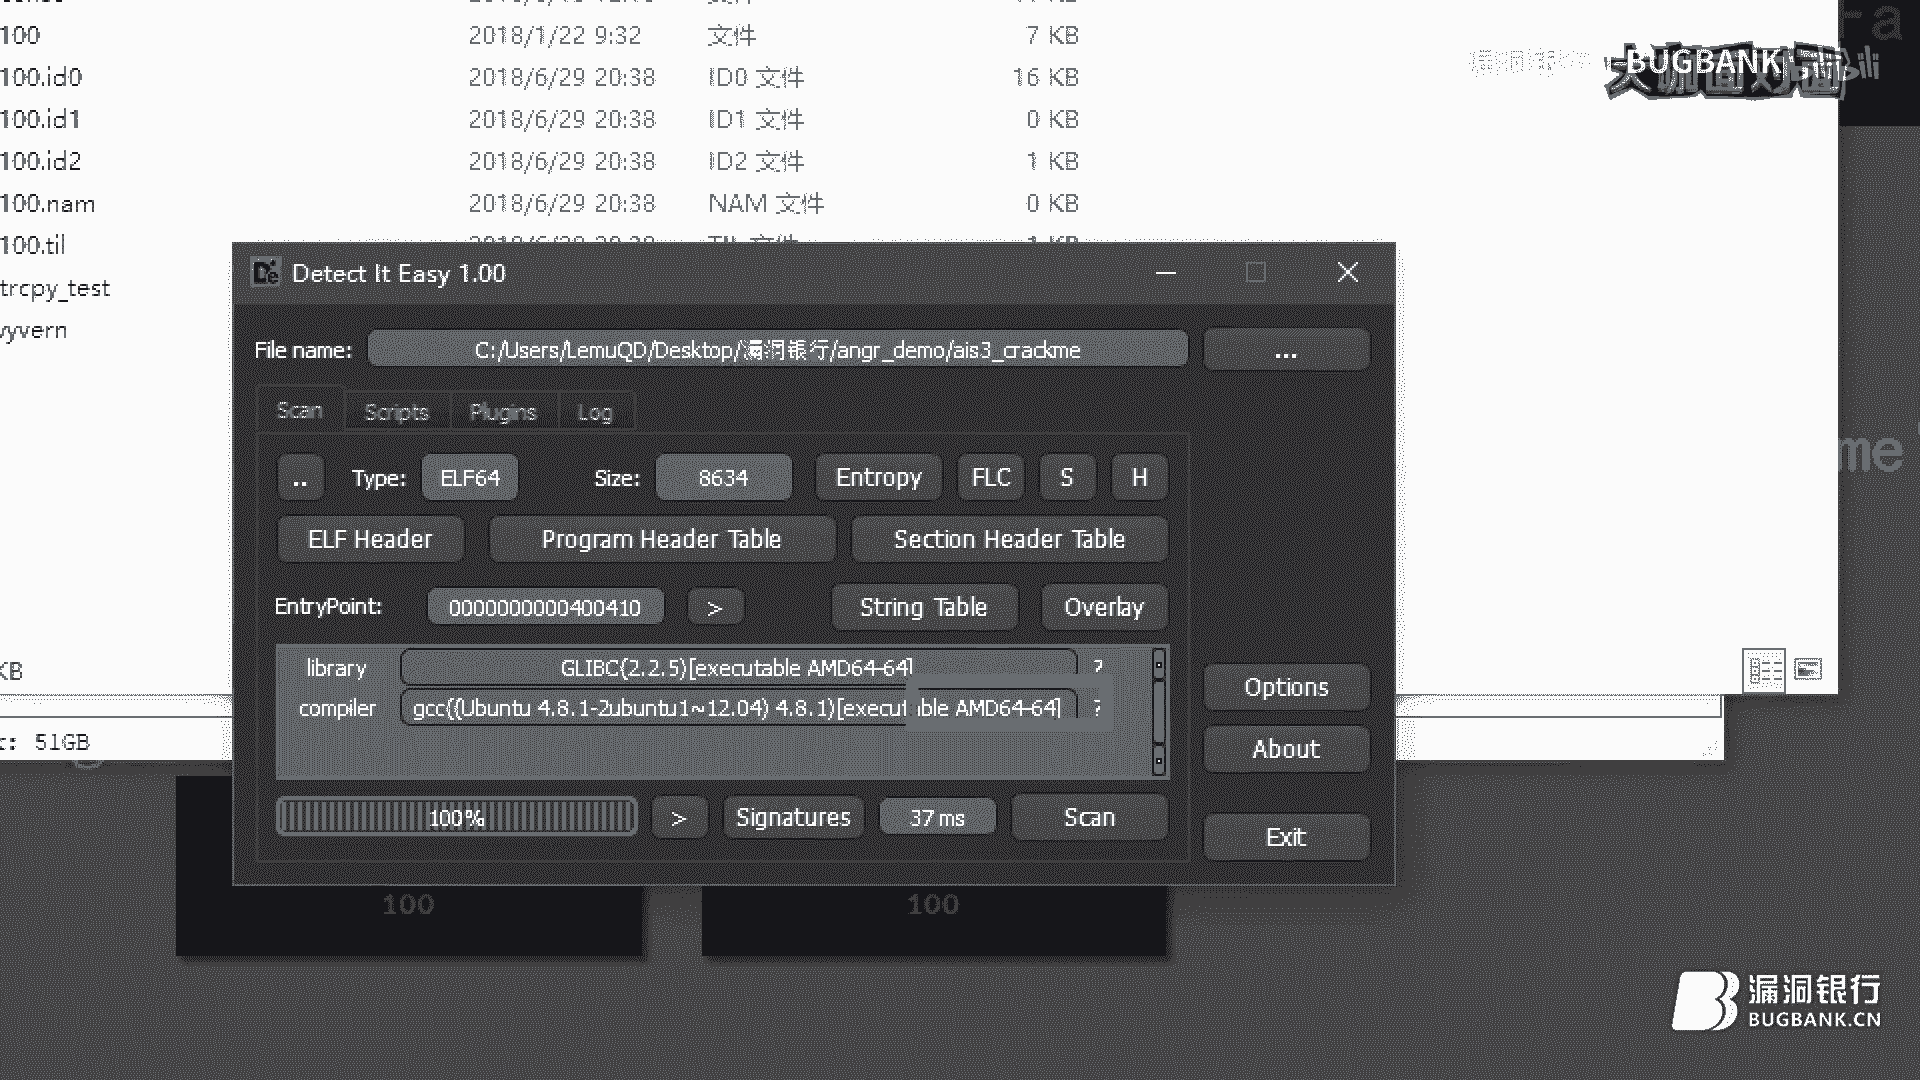 100 2018/1/22 9:32 文件 7 KB
100.id0 2018/6/29 20:38 ID0 文件 16 KB
100.id1 2018/6/29 20:38 ID1 文件 0 KB
100.id2 2018/6/29 20:38 ID2 文件 1 KB
100.nam 2018/6/29 20:38 NAM 文件 0 KB
100.til
trcpy_test
vyvern
BUGBANK
Detect It Easy 1.00
File name: C:/Users/LemuQD/Desktop/漏洞银行/angr_demo/ais3_crackme ...
Scan Scripts Plugins Log
.. Type: ELF64 Size: 8634 Entropy FLC S H
ELF Header Program Header Table Section Header Table
EntryPoint: 0000000000400410 > String Table Overlay
library GLIBC(2.2.5)[executable AMD64-64] ?
compiler gcc((Ubuntu 4.8.1-2ubuntu1~12.04) 4.8.1)[executable AMD64-64] ?
100% > Signatures 37 ms Scan
Options
About
Exit
KB
: 51GB
100 100
me
漏洞银行
BUGBANK.CN